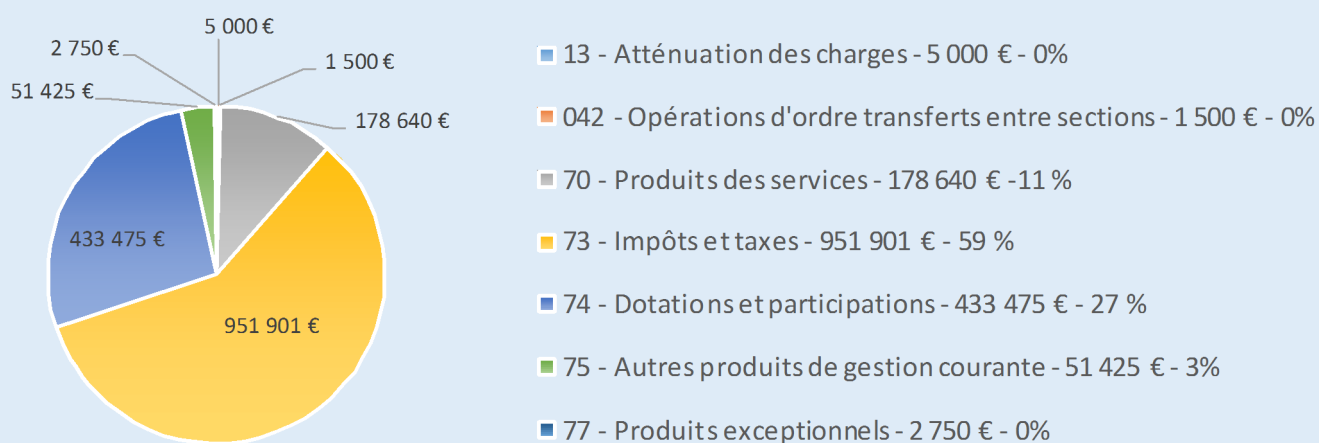 5 000 €
2 750 €
1 500 €
51 425 €
178 640 €
433 475 €
951 901 €
13 - Atténuation des charges - 5 000 € - 0%
042 - Opérations d'ordre transferts entre sections - 1 500 € - 0%
70 - Produits des services - 178 640 € -11 %
73 - Impôts et taxes - 951 901 € - 59 %
74 - Dotations et participations - 433 475 € - 27 %
75 - Autres produits de gestion courante - 51 425 € - 3%
77 - Produits exceptionnels - 2 750 € - 0%